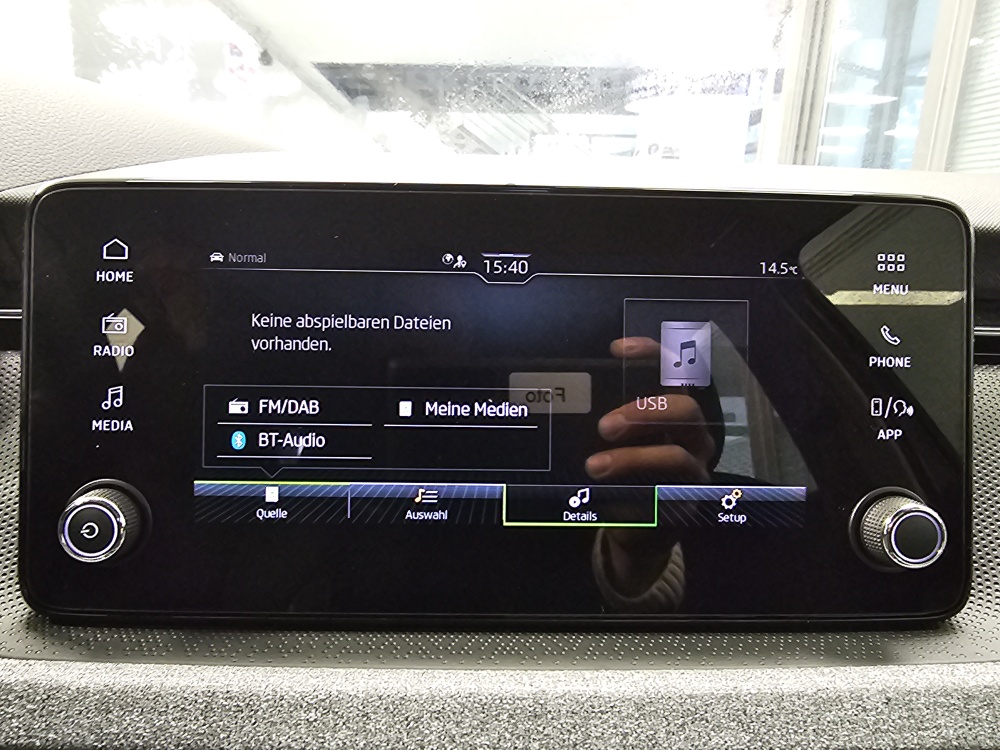 HOME
RADIO
MEDIA
Normal
15:40
14.5°C
Keine abspielbaren Dateien
vorhanden.
FM/DAB
Meine Medien
BT-Audio
USB
Foto
Quelle
Auswahl
Details
Setup
MENU
PHONE
APP